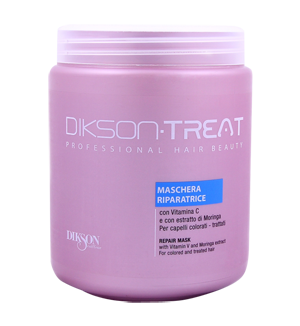 DIKSON·TREAT
PROFESSIONAL HAIR BEAUTY
MASCHERA
RIPARATRICE
con Vitamina C
e con estratto di Moringa
Per capelli colorati - trattati
REPAIR MASK
with Vitamin V and Moringa extract
For colored and treated hair
DIKSON